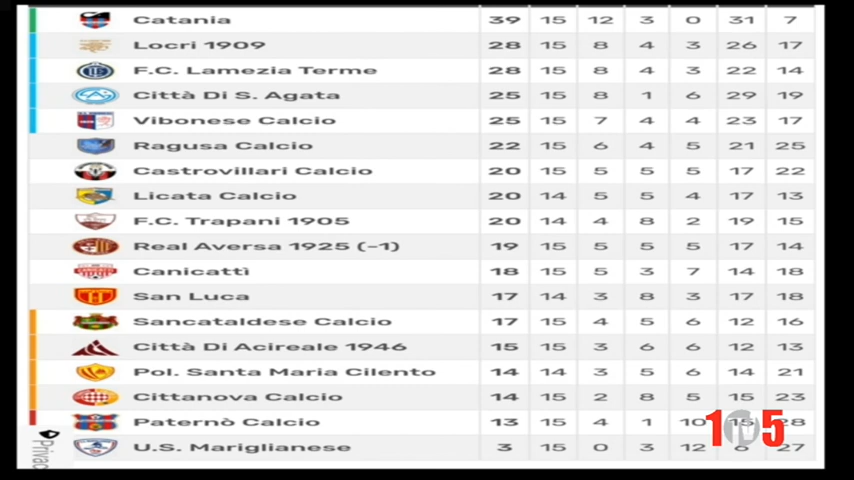 Catania 39 15 12 3 0 31 7
Locri 1909 28 15 8 4 3 26 17
F.C. Lamezia Terme 28 15 8 4 3 22 14
Città Di S. Agata 25 15 8 1 6 29 19
Vibonese Calcio 25 15 7 4 4 23 17
Ragusa Calcio 22 15 6 4 5 21 25
Castrovillari Calcio 20 15 5 5 5 17 22
Licata Calcio 20 14 5 5 4 17 13
F.C. Trapani 1905 20 14 4 8 2 19 15
Real Aversa 1925 (-1) 19 15 5 5 5 17 14
Canicattì 18 15 5 3 7 14 18
San Luca 17 14 3 8 3 17 18
Sancataldese Calcio 17 15 4 5 6 12 16
Città Di Acireale 1946 15 15 3 6 6 12 13
Pol. Santa Maria Cilento 14 14 3 5 6 14 21
Cittanova Calcio 14 15 2 8 5 15 23
Paternò Calcio 13 15 4 1 10 15 28
U.S. Mariglianese 3 15 0 3 12 6 27
Privac
1TV5